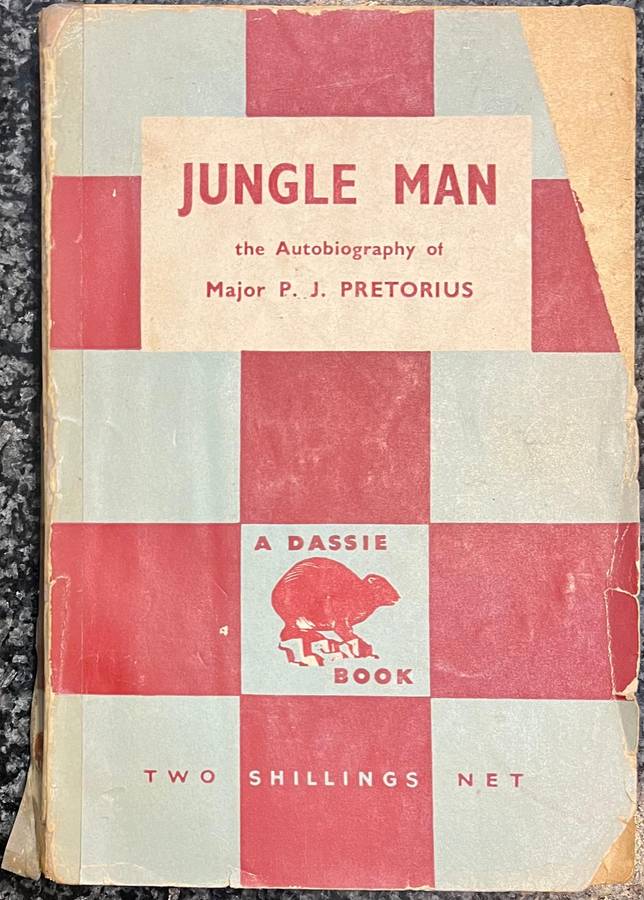 JUNGLE MAN
the Autobiography of
Major P. J. PRETORIUS
A DASSIE
BOOK
TWO SHILLINGS NET